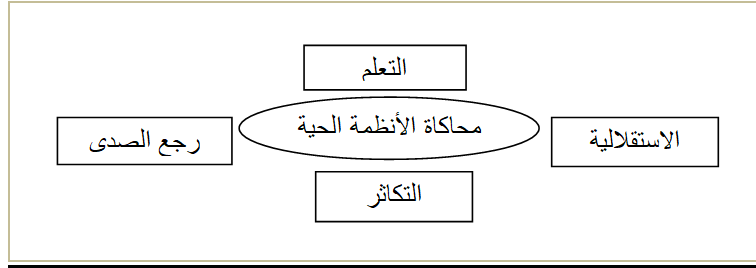 التعلم
محاكاة الأنظمة الحية
الاستقلالية
رجع الصدى
التكاثر